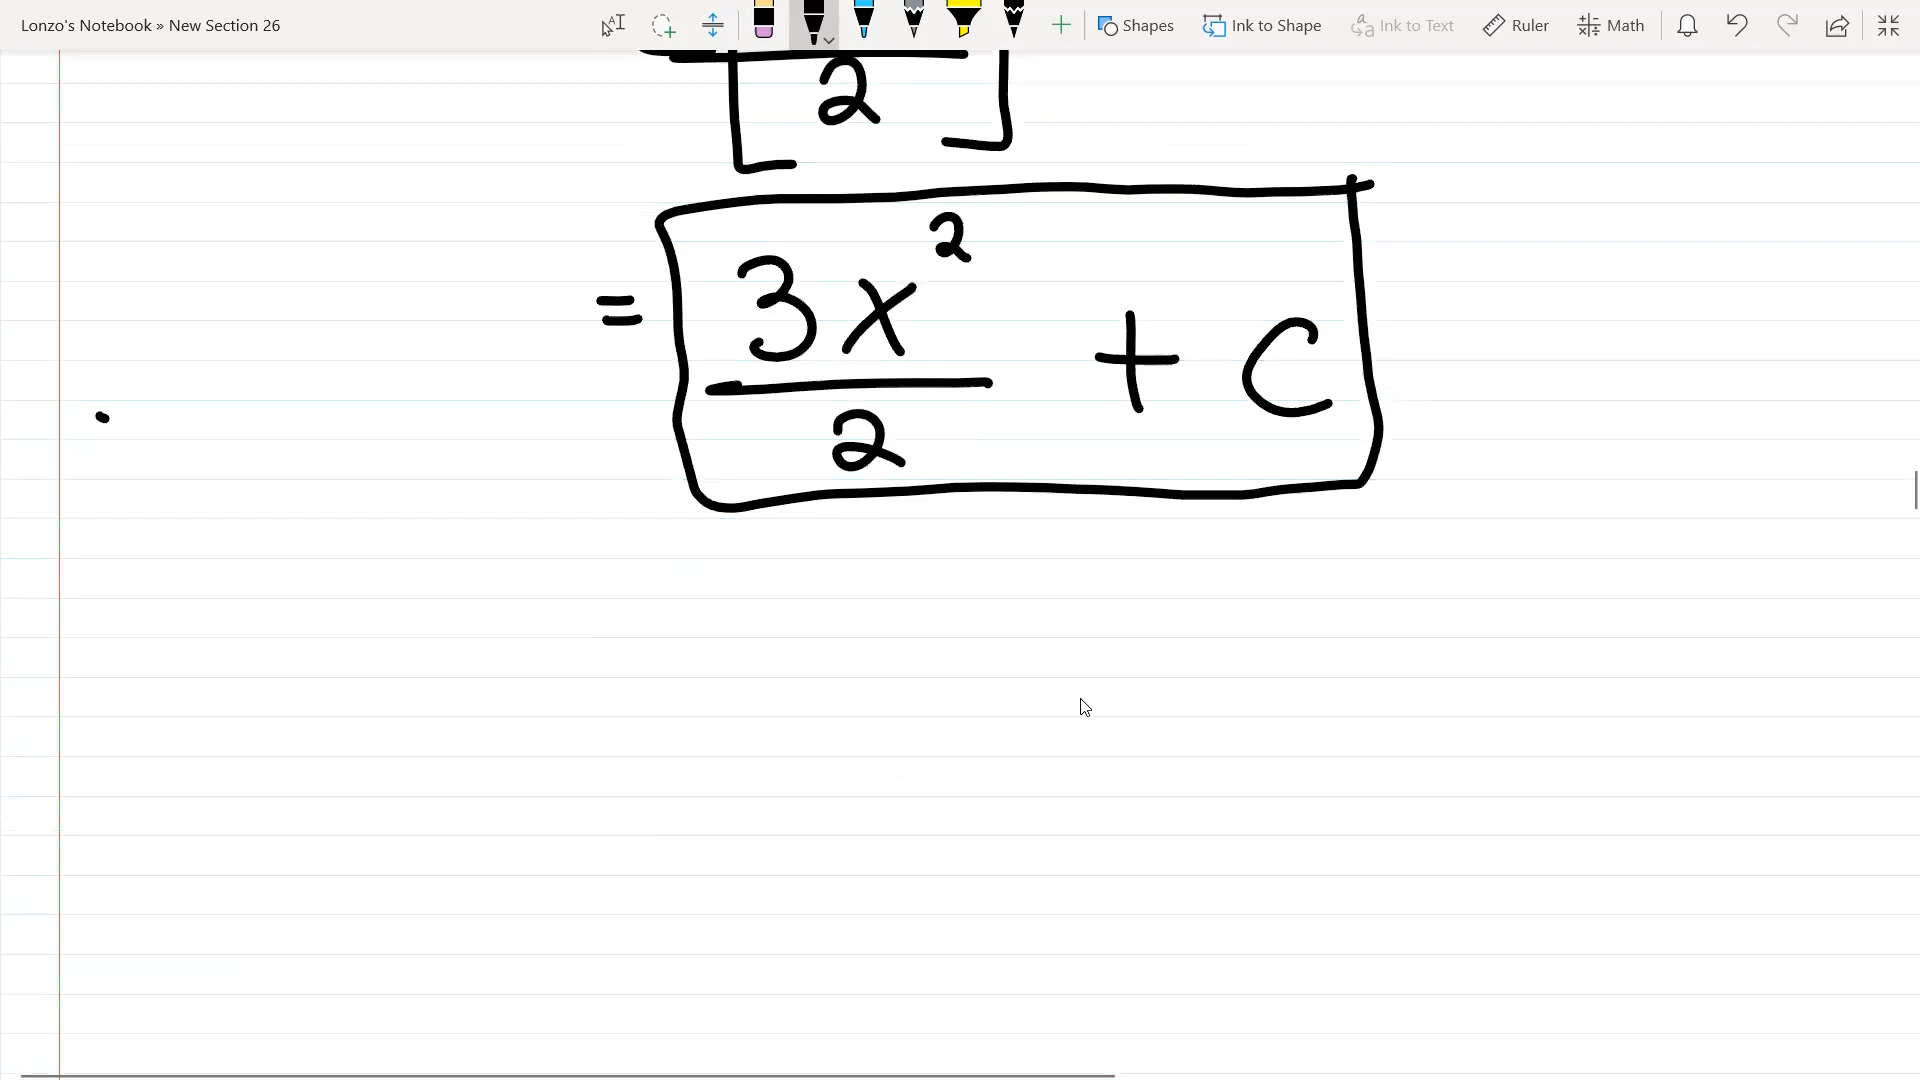 Lonzo's Notebook » New Section 26 Shapes Ink to Shape Ink to Text Ruler Math
2
= 3x² / 2 + C